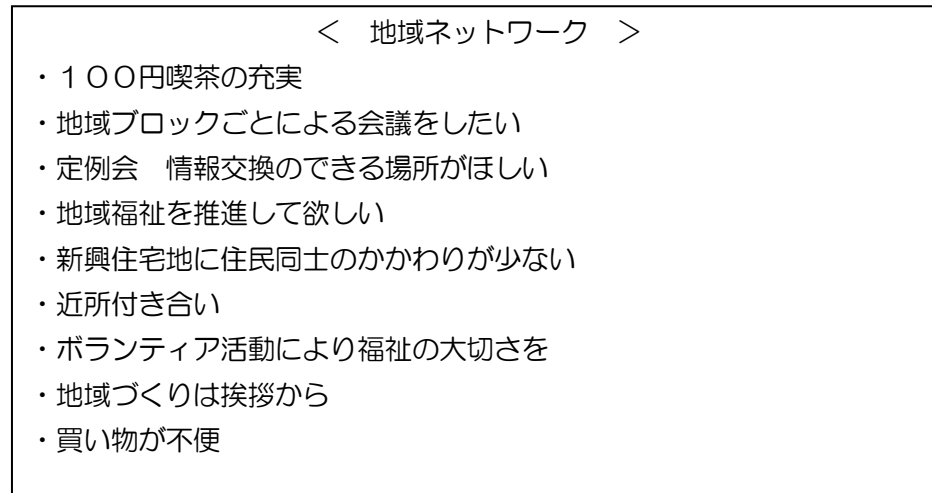 ＜　地域ネットワーク　＞
・１００円喫茶の充実
・地域ブロックごとによる会議をしたい
・定例会　情報交換のできる場所がほしい
・地域福祉を推進して欲しい
・新興住宅地に住民同士のかかわりが少ない
・近所付き合い
・ボランティア活動により福祉の大切さを
・地域づくりは挨拶から
・買い物が不便